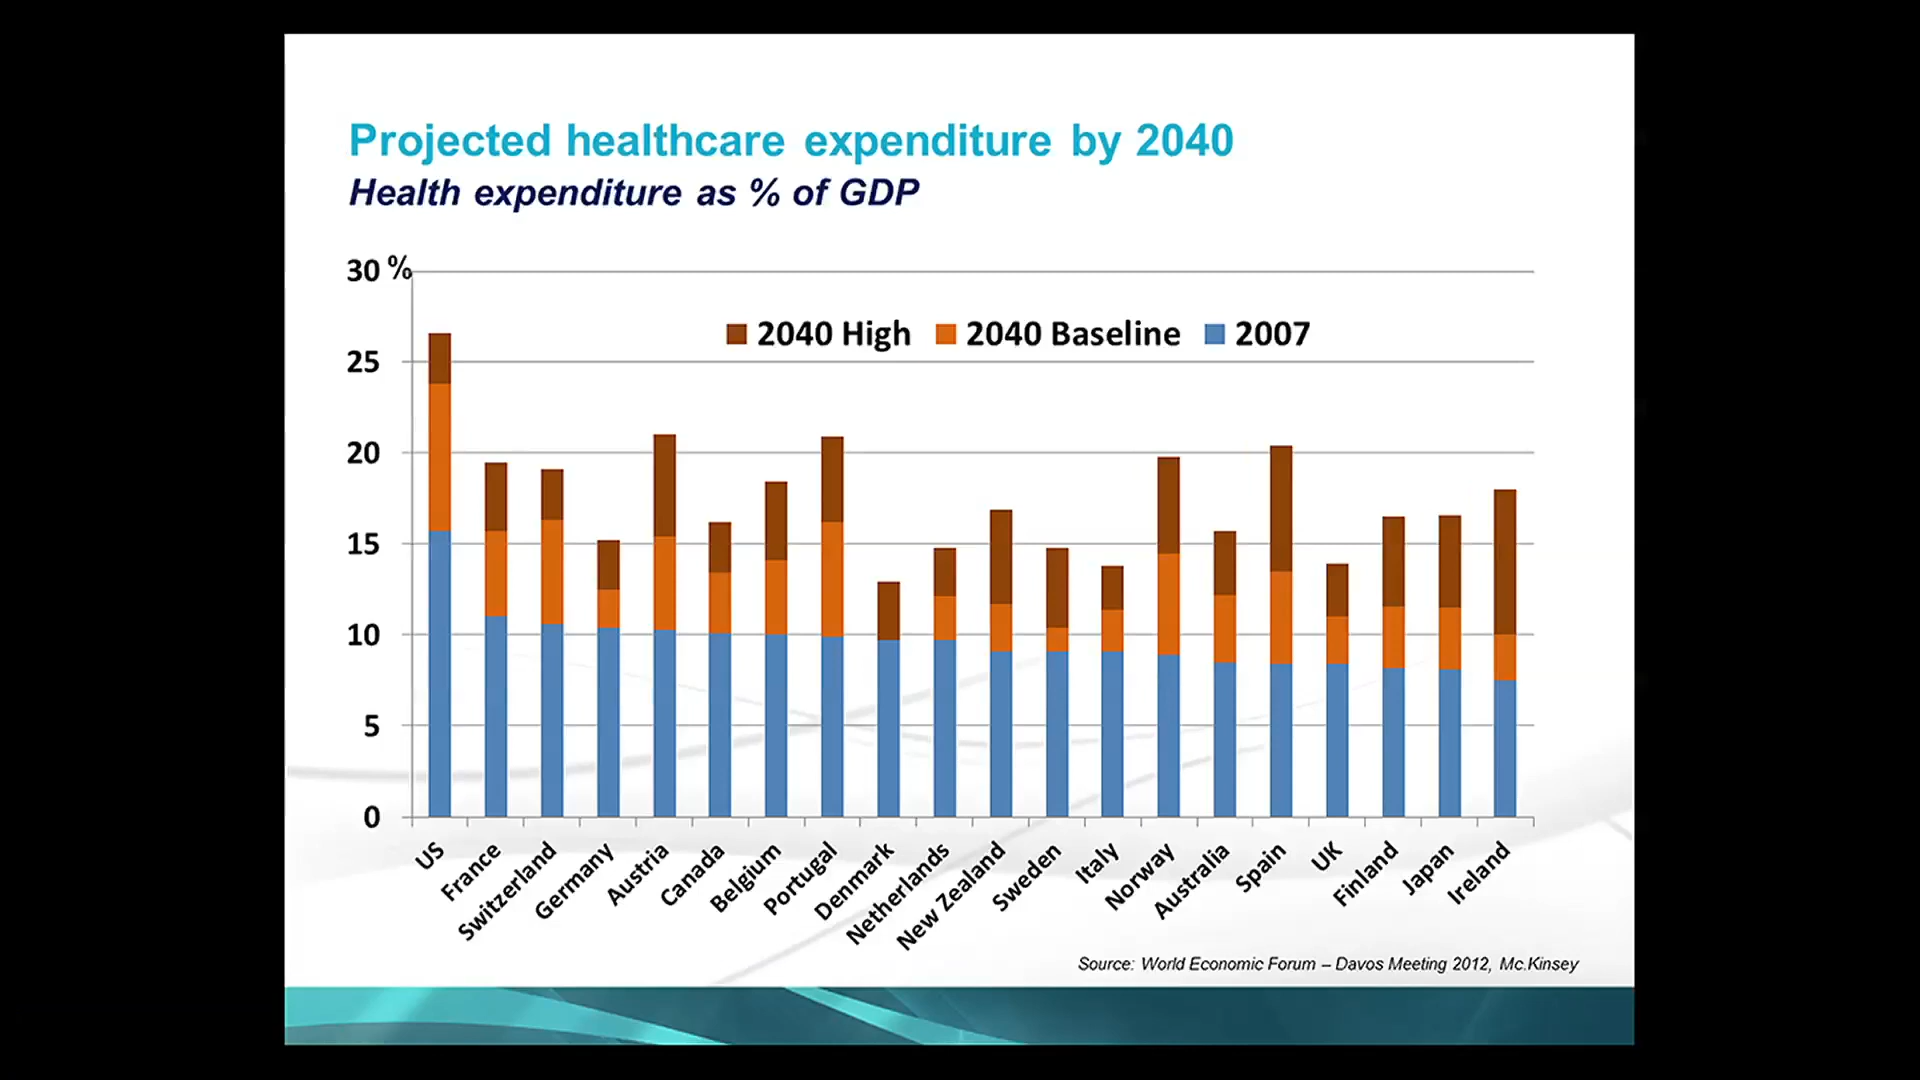 Projected healthcare expenditure by 2040
Health expenditure as % of GDP
30 %
2040 High 2040 Baseline 2007
25
20
15
10
5
0
US
France
Switzerland
Germany
Austria
Canada
Belgium
Portugal
Denmark
Netherlands
New Zealand
Sweden
Italy
Norway
Australia
Spain
UK
Finland
Japan
Ireland
Source: World Economic Forum – Davos Meeting 2012, Mc.Kinsey